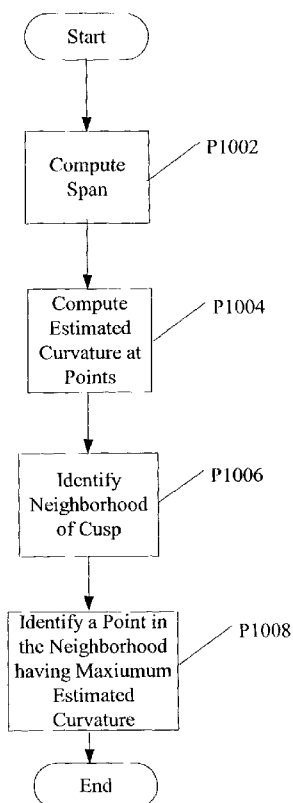 Start
Compute
Span
P1002
Compute
Estimated
Curvature at
Points
P1004
Identify
Neighborhood
of Cusp
P1006
Identify a Point in
the Neighborhood
having Maxiumum
Estimated
Curvature
P1008
End